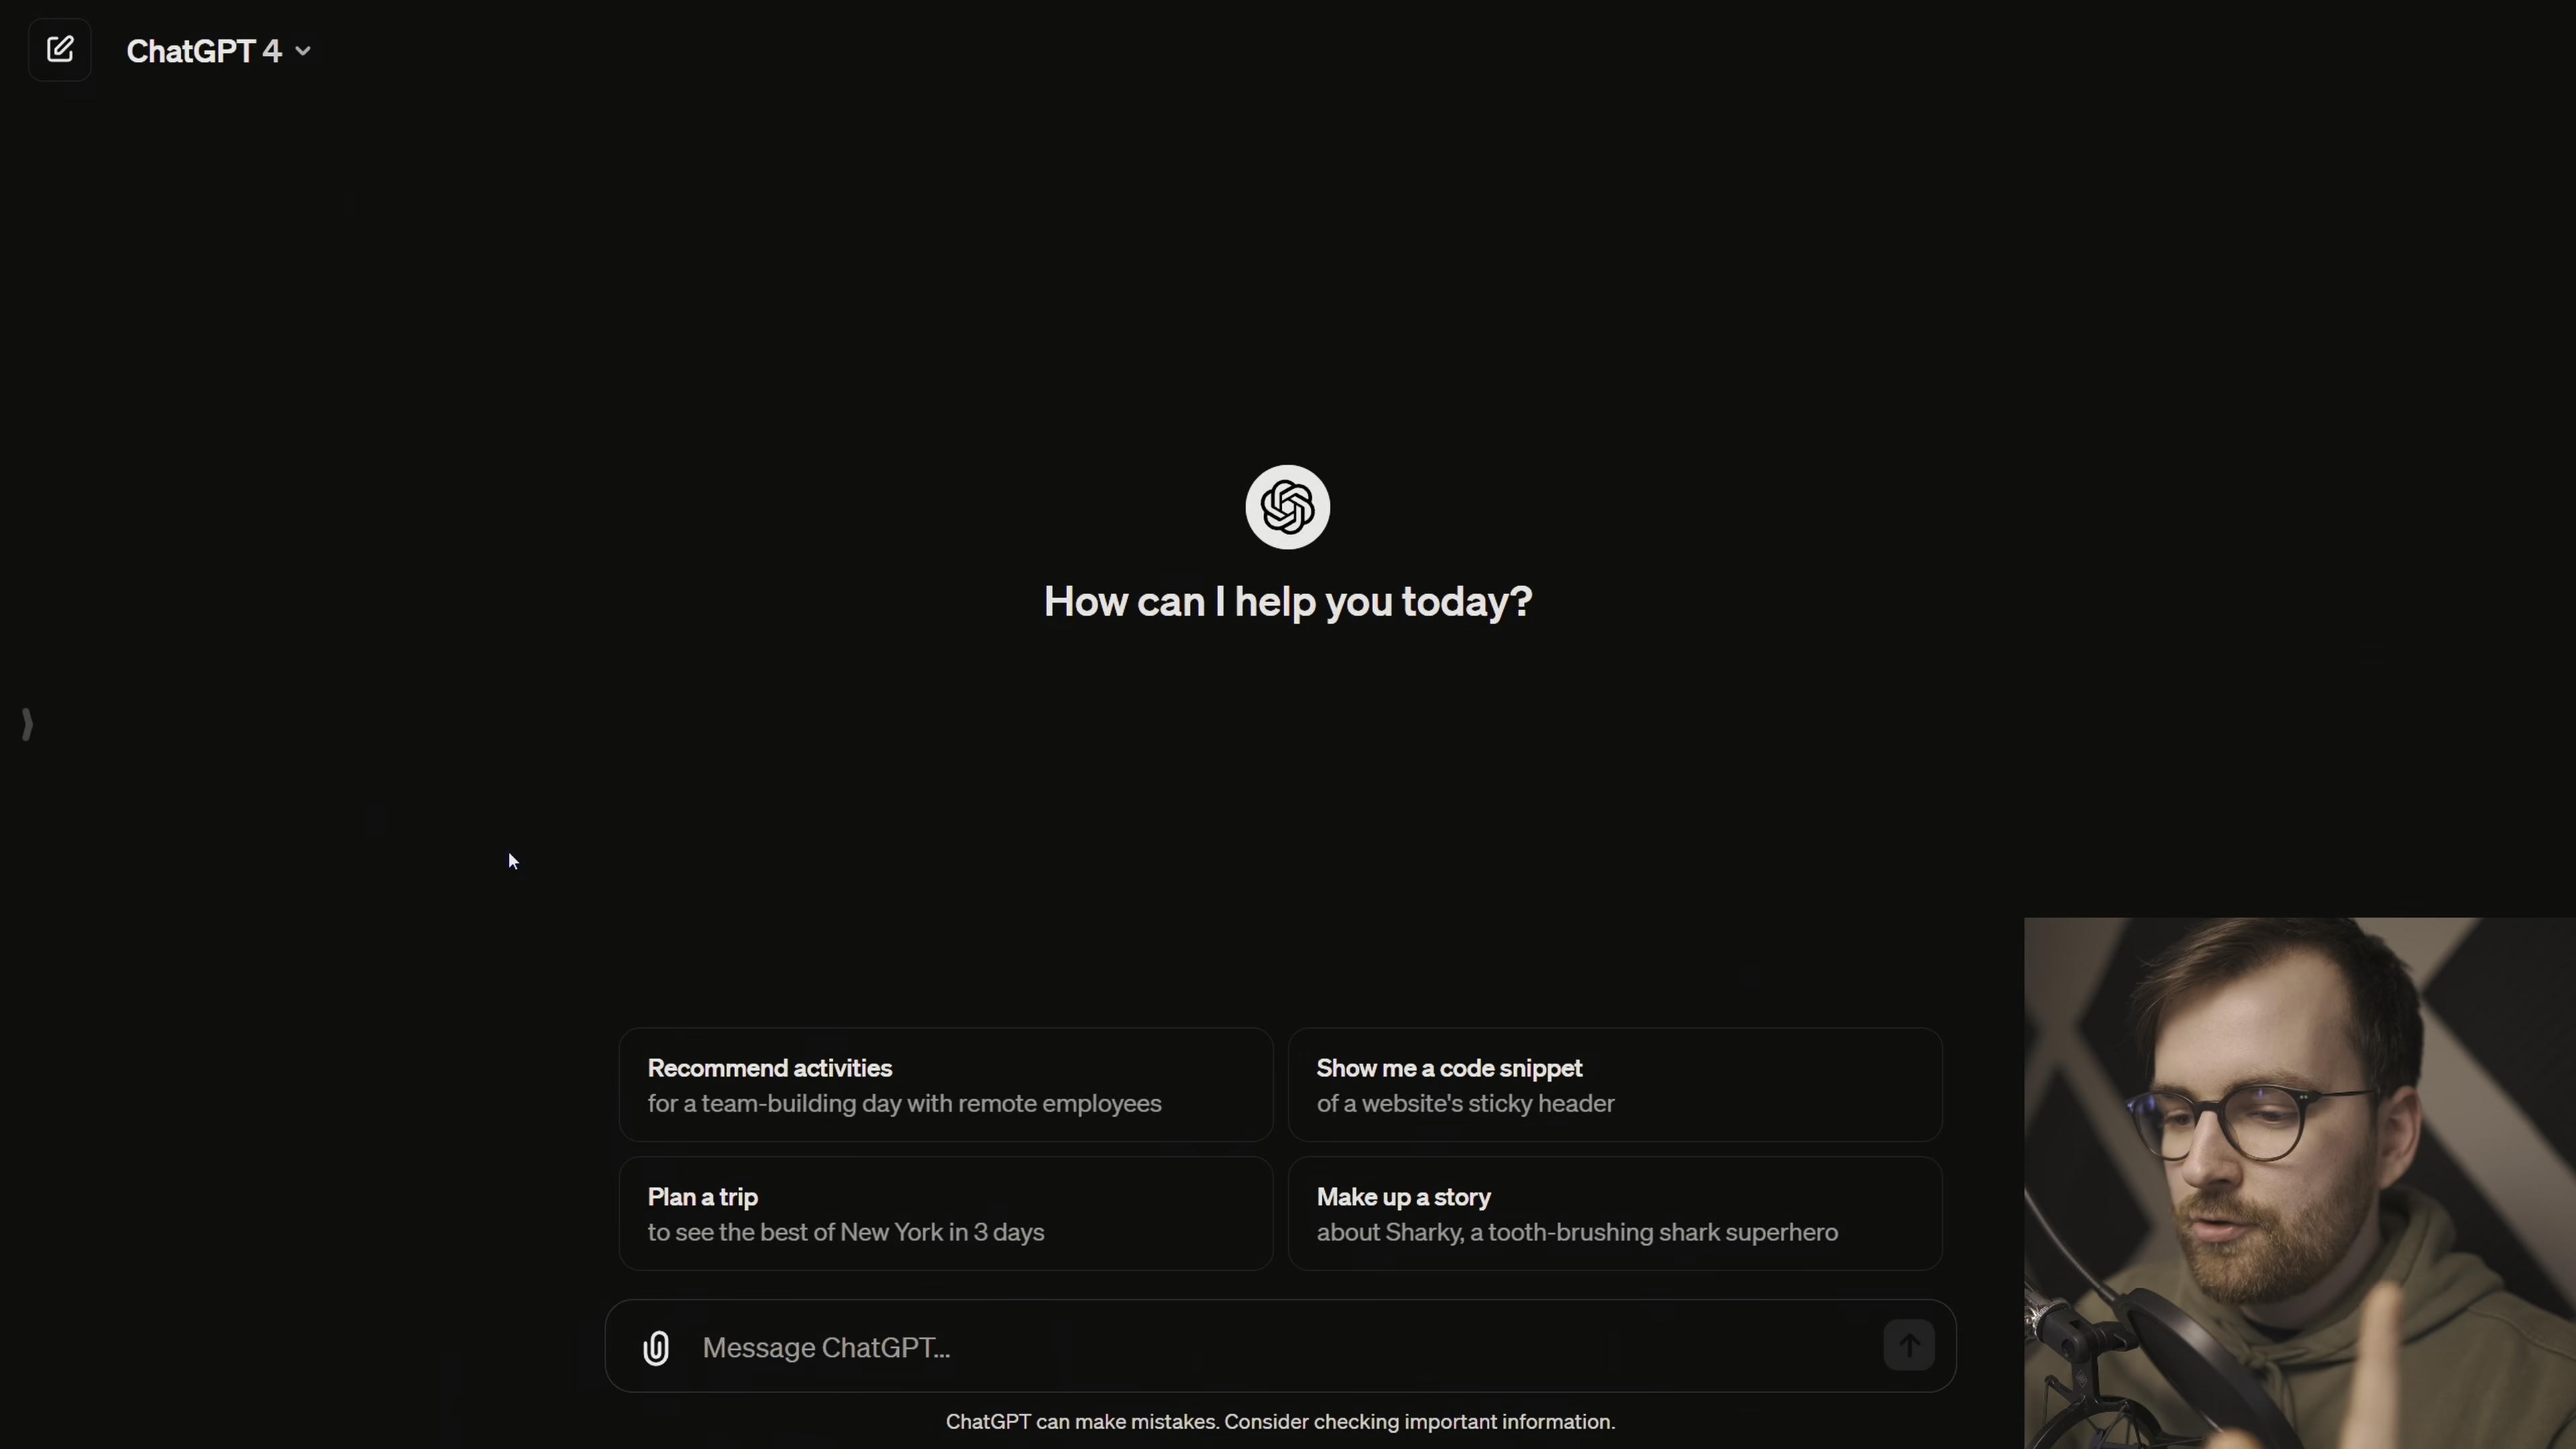 ChatGPT 4
How can I help you today?
Recommend activities
for a team-building day with remote employees
Show me a code snippet
of a website's sticky header
Plan a trip
to see the best of New York in 3 days
Make up a story
about Sharky, a tooth-brushing shark superhero
Message ChatGPT...
ChatGPT can make mistakes. Consider checking important information.